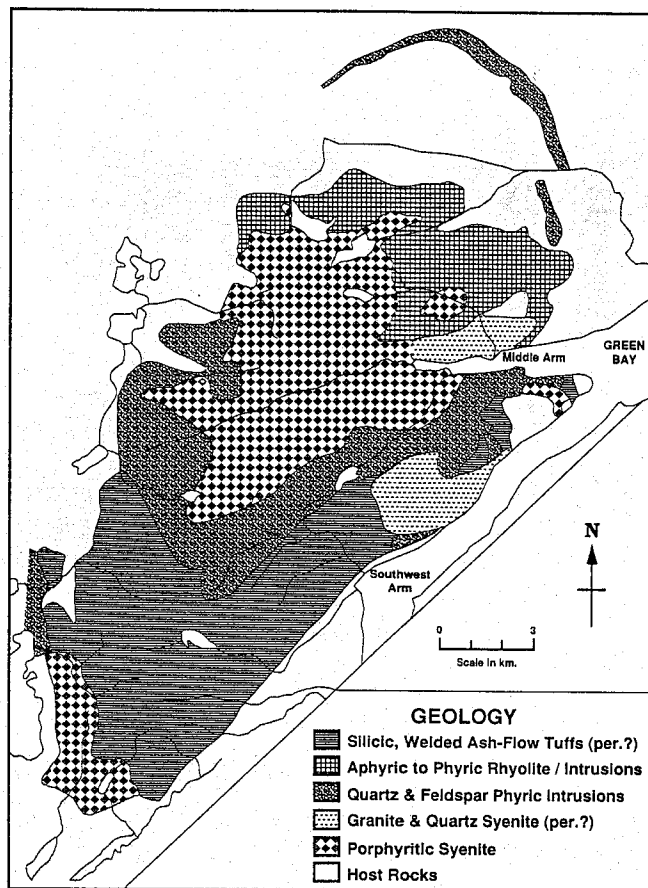 Middle Arm
GREEN
BAY
N
Southwest
Arm
0 3
Scale in km.
GEOLOGY
Silicic, Welded Ash-Flow Tuffs (per.?)
Aphyric to Phyric Rhyolite / Intrusions
Quartz & Feldspar Phyric Intrusions
Granite & Quartz Syenite (per.?)
Porphyritic Syenite
Host Rocks